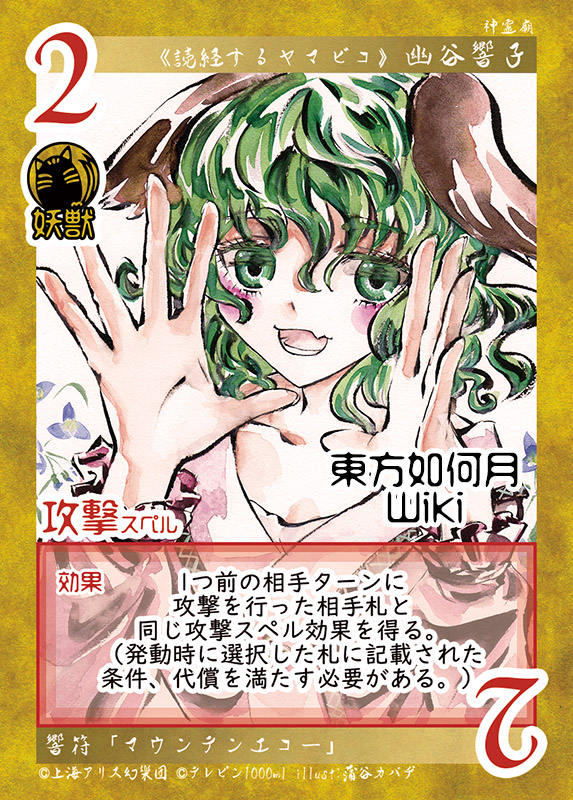 神霊廟
2
《読経するヤマビコ》 幽谷響子
妖獣
東方如何月
Wiki
攻撃スペル
効果
1つ前の相手ターンに
攻撃を行った相手札と
同じ攻撃スペル効果を得る。
(発動時に選択した札に記載された
条件、代償を満たす必要がある。)
2
響符「マウンテンエコー」
©上海アリス幻樂団 ©テレピン1000ml illust:蒲谷カバヂ